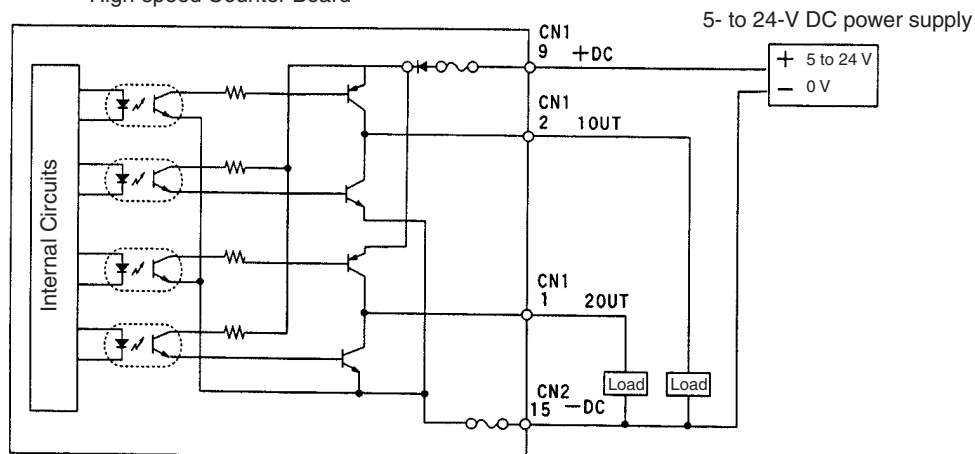 High-speed Counter Board
5- to 24-V DC power supply
CN1
9 +DC
+ 5 to 24 V
− 0 V
CN1
2 1OUT
Internal Circuits
CN1
1 2OUT
Load
Load
CN2
15 −DC